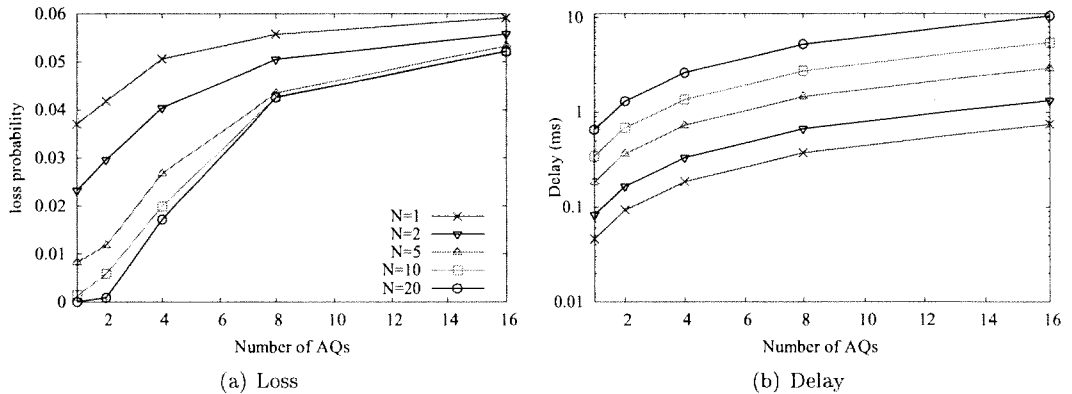 0.06
0.05
0.04
0.03
0.02
0.01
0
loss probability
2 4 6 8 10 12 14 16
Number of AQs
N=1
N=2
N=5
N=10
N=20
(a) Loss
10
1
0.1
0.01
Delay (ms)
2 4 6 8 10 12 14 16
Number of AQs
(b) Delay